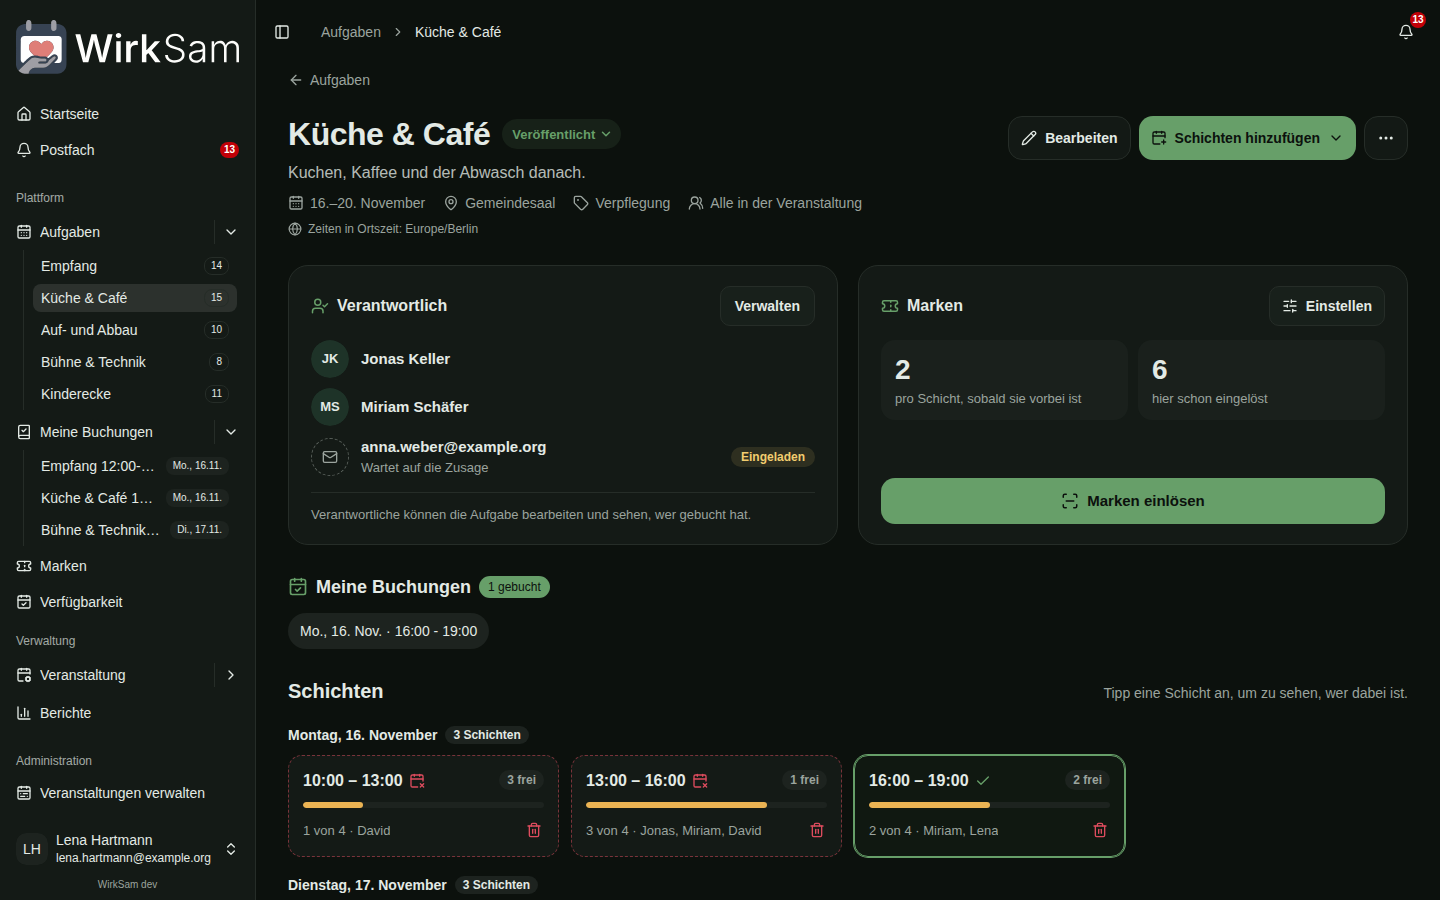 WirkSam
Startseite
Postfach 13
Plattform
Aufgaben
Empfang 14
Küche & Café 15
Auf- und Abbau 10
Bühne & Technik 8
Kinderecke 11
Meine Buchungen
Empfang 12:00-… Mo., 16.11.
Küche & Café 1… Mo., 16.11.
Bühne & Technik… Di., 17.11.
Marken
Verfügbarkeit
Verwaltung
Veranstaltung
Berichte
Administration
Veranstaltungen verwalten
LH
Lena Hartmann
lena.hartmann@example.org
WirkSam dev
Aufgaben Küche & Café
13
Aufgaben
Küche & Café Veröffentlicht
Bearbeiten Schichten hinzufügen
Kuchen, Kaffee und der Abwasch danach.
16.–20. November Gemeindesaal Verpflegung Alle in der Veranstaltung
Zeiten in Ortszeit: Europe/Berlin
Verantwortlich Verwalten
JK Jonas Keller
MS Miriam Schäfer
anna.weber@example.org
Wartet auf die Zusage
Eingeladen
Verantwortliche können die Aufgabe bearbeiten und sehen, wer gebucht hat.
Marken Einstellen
2
pro Schicht, sobald sie vorbei ist
6
hier schon eingelöst
Marken einlösen
Meine Buchungen 1 gebucht
Mo., 16. Nov. · 16:00 - 19:00
Schichten
Tipp eine Schicht an, um zu sehen, wer dabei ist.
Montag, 16. November 3 Schichten
10:00 – 13:00 3 frei
1 von 4 · David
13:00 – 16:00 1 frei
3 von 4 · Jonas, Miriam, David
16:00 – 19:00 2 frei
2 von 4 · Miriam, Lena
Dienstag, 17. November 3 Schichten